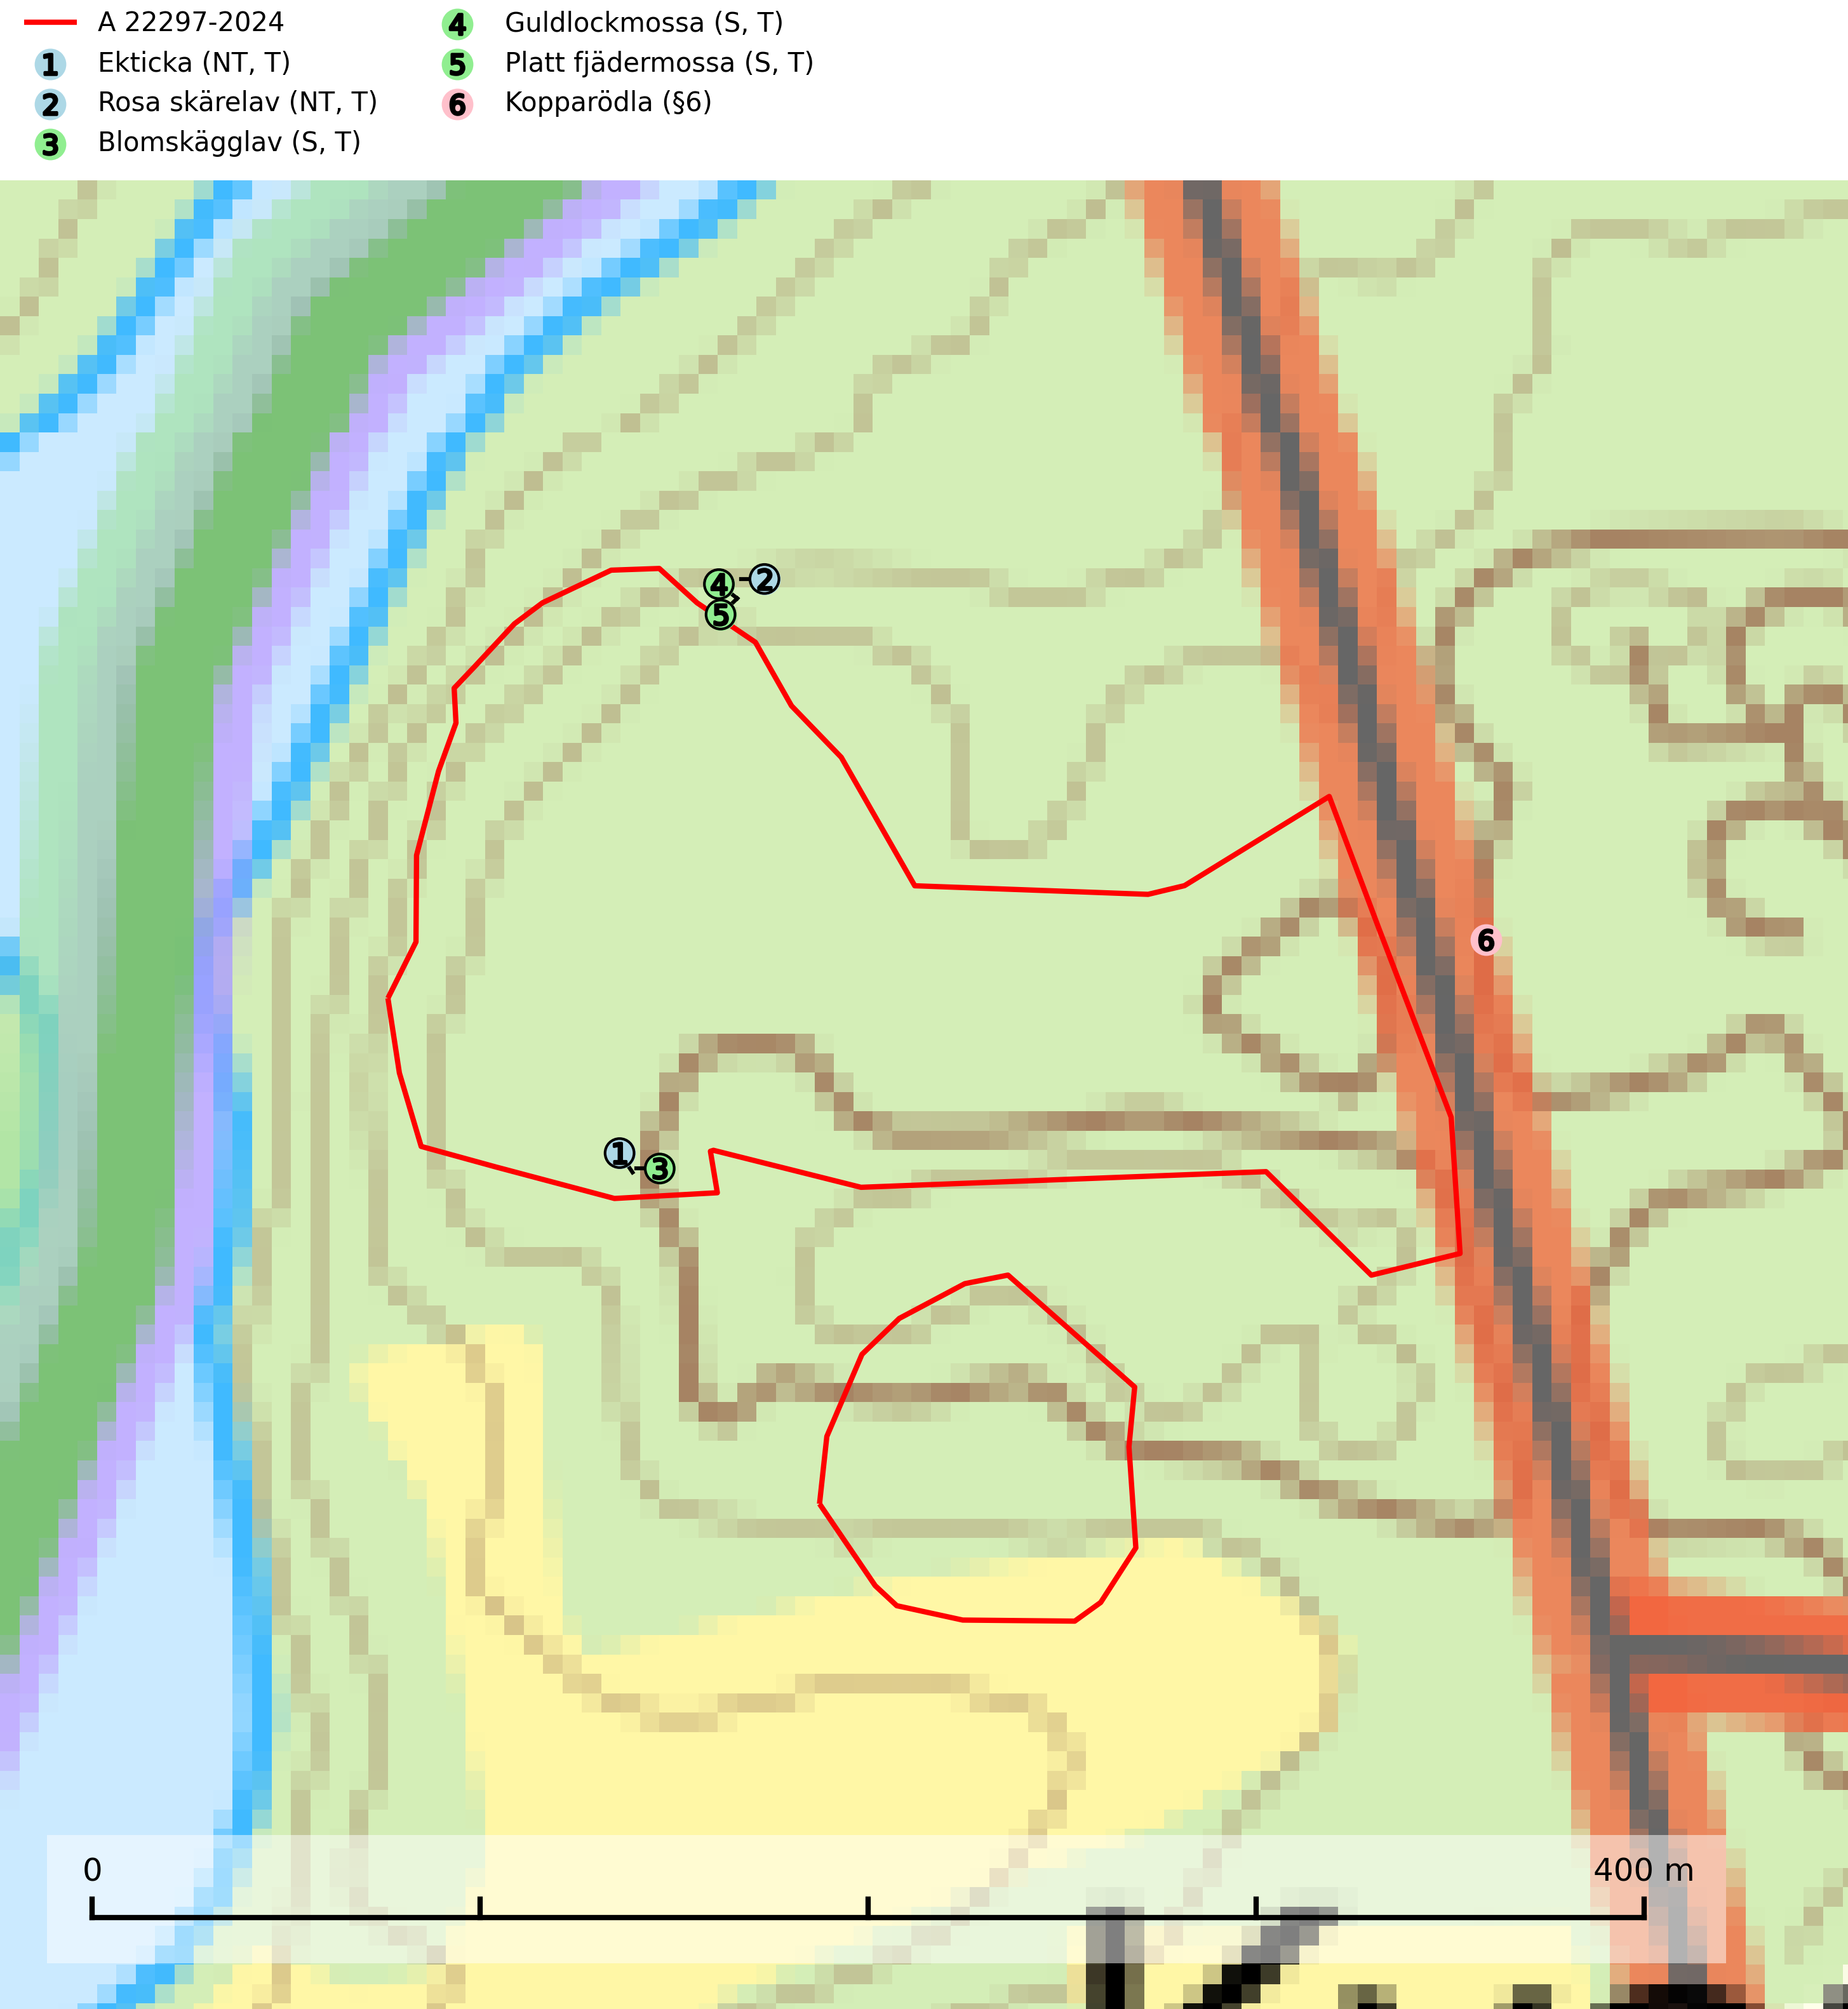 A 22297-2024
1 Ekticka (NT, T)
2 Rosa skärelav (NT, T)
3 Blomskägglav (S, T)
4 Guldlockmossa (S, T)
5 Platt fjädermossa (S, T)
6 Kopparödla (§6)
4 2
5
6
1 3
0 400 m